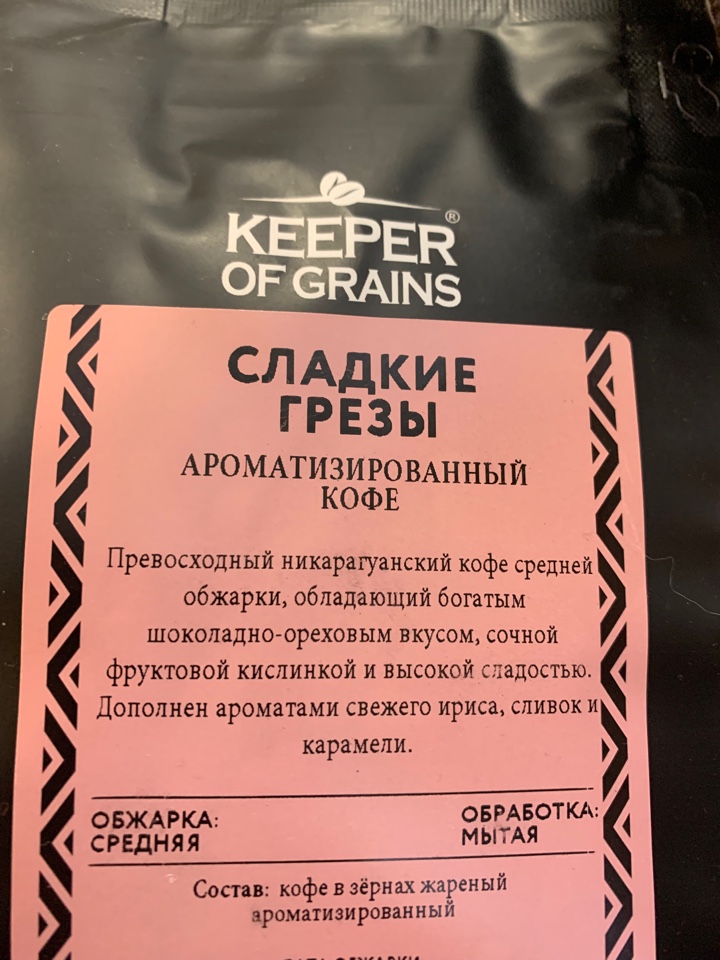 KEEPER®
OF GRAINS
СЛАДКИЕ
ГРЕЗЫ
АРОМАТИЗИРОВАННЫЙ
КОФЕ
Превосходный никарагуанский кофе средней
обжарки, обладающий богатым
шоколадно-ореховым вкусом, сочной
фруктовой кислинкой и высокой сладостью.
Дополнен ароматами свежего ириса, сливок и
карамели.
ОБЖАРКА:
СРЕДНЯЯ
ОБРАБОТКА:
МЫТАЯ
Состав: кофе в зёрнах жареный
ароматизированный